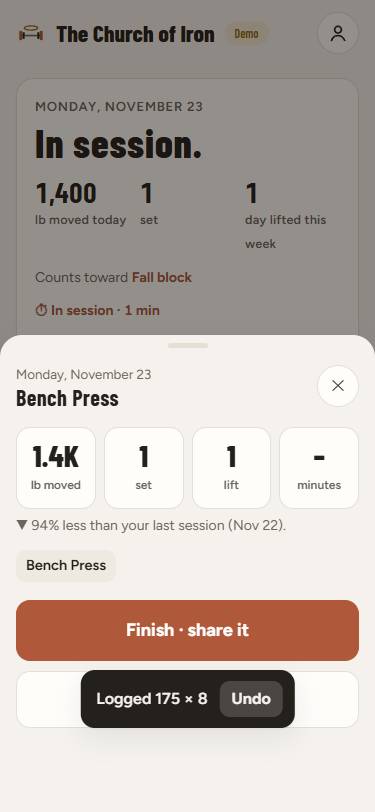 The Church of Iron Demo
MONDAY, NOVEMBER 23
In session.
1,400 1 1
lb moved today set day lifted this
week
Counts toward Fall block
In session · 1 min
Monday, November 23
Bench Press
1.4K 1 1 –
lb moved set lift minutes
▼ 94% less than your last session (Nov 22).
Bench Press
Finish · share it
Logged 175 × 8 Undo